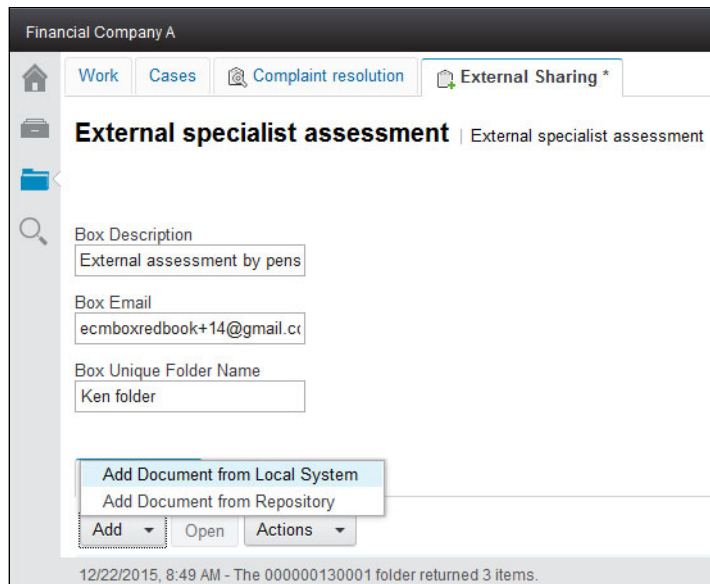 Financial Company A
Work Cases Complaint resolution External Sharing *
External specialist assessment | External specialist assessment
Box Description
External assessment by pens
Box Email
ecmboxredbook+14@gmail.cc
Box Unique Folder Name
Ken folder
Add Document from Local System
Add Document from Repository
Add Open Actions
12/22/2015, 8:49 AM - The 000000130001 folder returned 3 items.